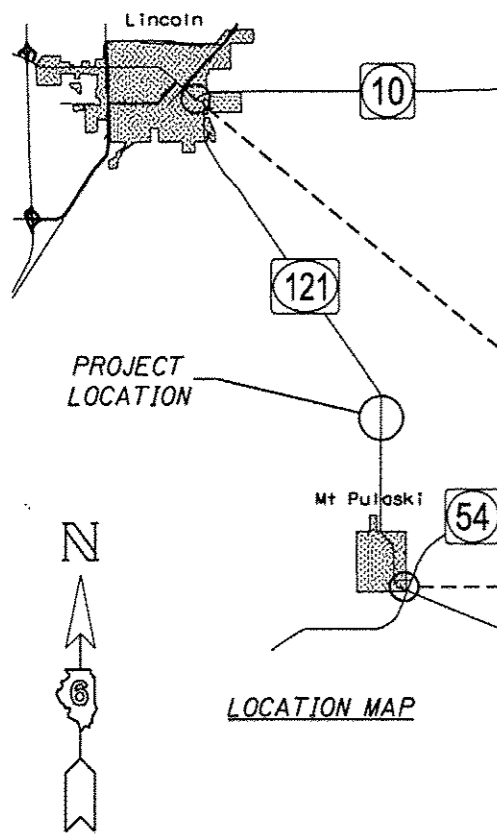 Lincoln
10
121
PROJECT
LOCATION
Mt Pulaski
54
N
6
LOCATION MAP